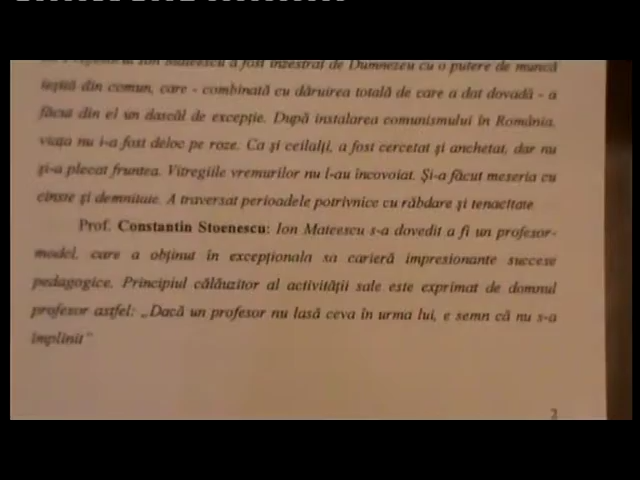 Ion Mateescu a fost înzestrat de Dumnezeu cu o putere de muncă
ieşită din comun, care - combinată cu dăruirea totală de care a dat dovadă - a
făcut din el un dascăl de excepţie. După instalarea comunismului în România,
viaţa nu i-a fost deloc pe roze. Ca şi ceilalţi, a fost cercetat şi anchetat, dar nu
şi-a plecat fruntea. Vitregiile vremurilor nu l-au încovoiat. Şi-a făcut meseria cu
cinste şi demnitate. A traversat perioadele potrivnice cu răbdare şi tenacitate
Prof. Constantin Stoenescu: Ion Mateescu s-a dovedit a fi un profesor-
model, care a obţinut în excepţionala sa carieră impresionante succese
pedagogice. Principiul călăuzitor al activităţii sale este exprimat de domnul
profesor astfel: „Dacă un profesor nu lasă ceva în urma lui, e semn că nu s-a
împlinit”
2